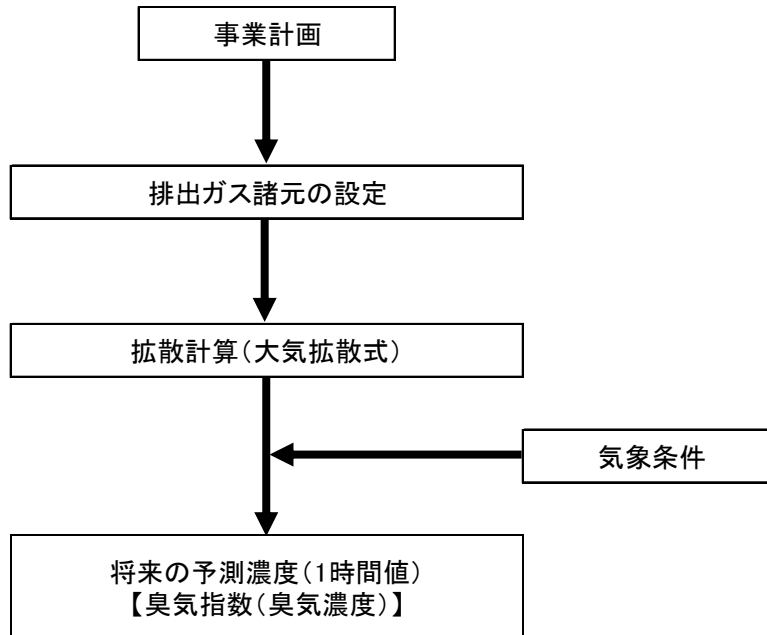 事業計画
排出ガス諸元の設定
拡散計算(大気拡散式)
気象条件
将来の予測濃度(1時間値)
【臭気指数(臭気濃度)】